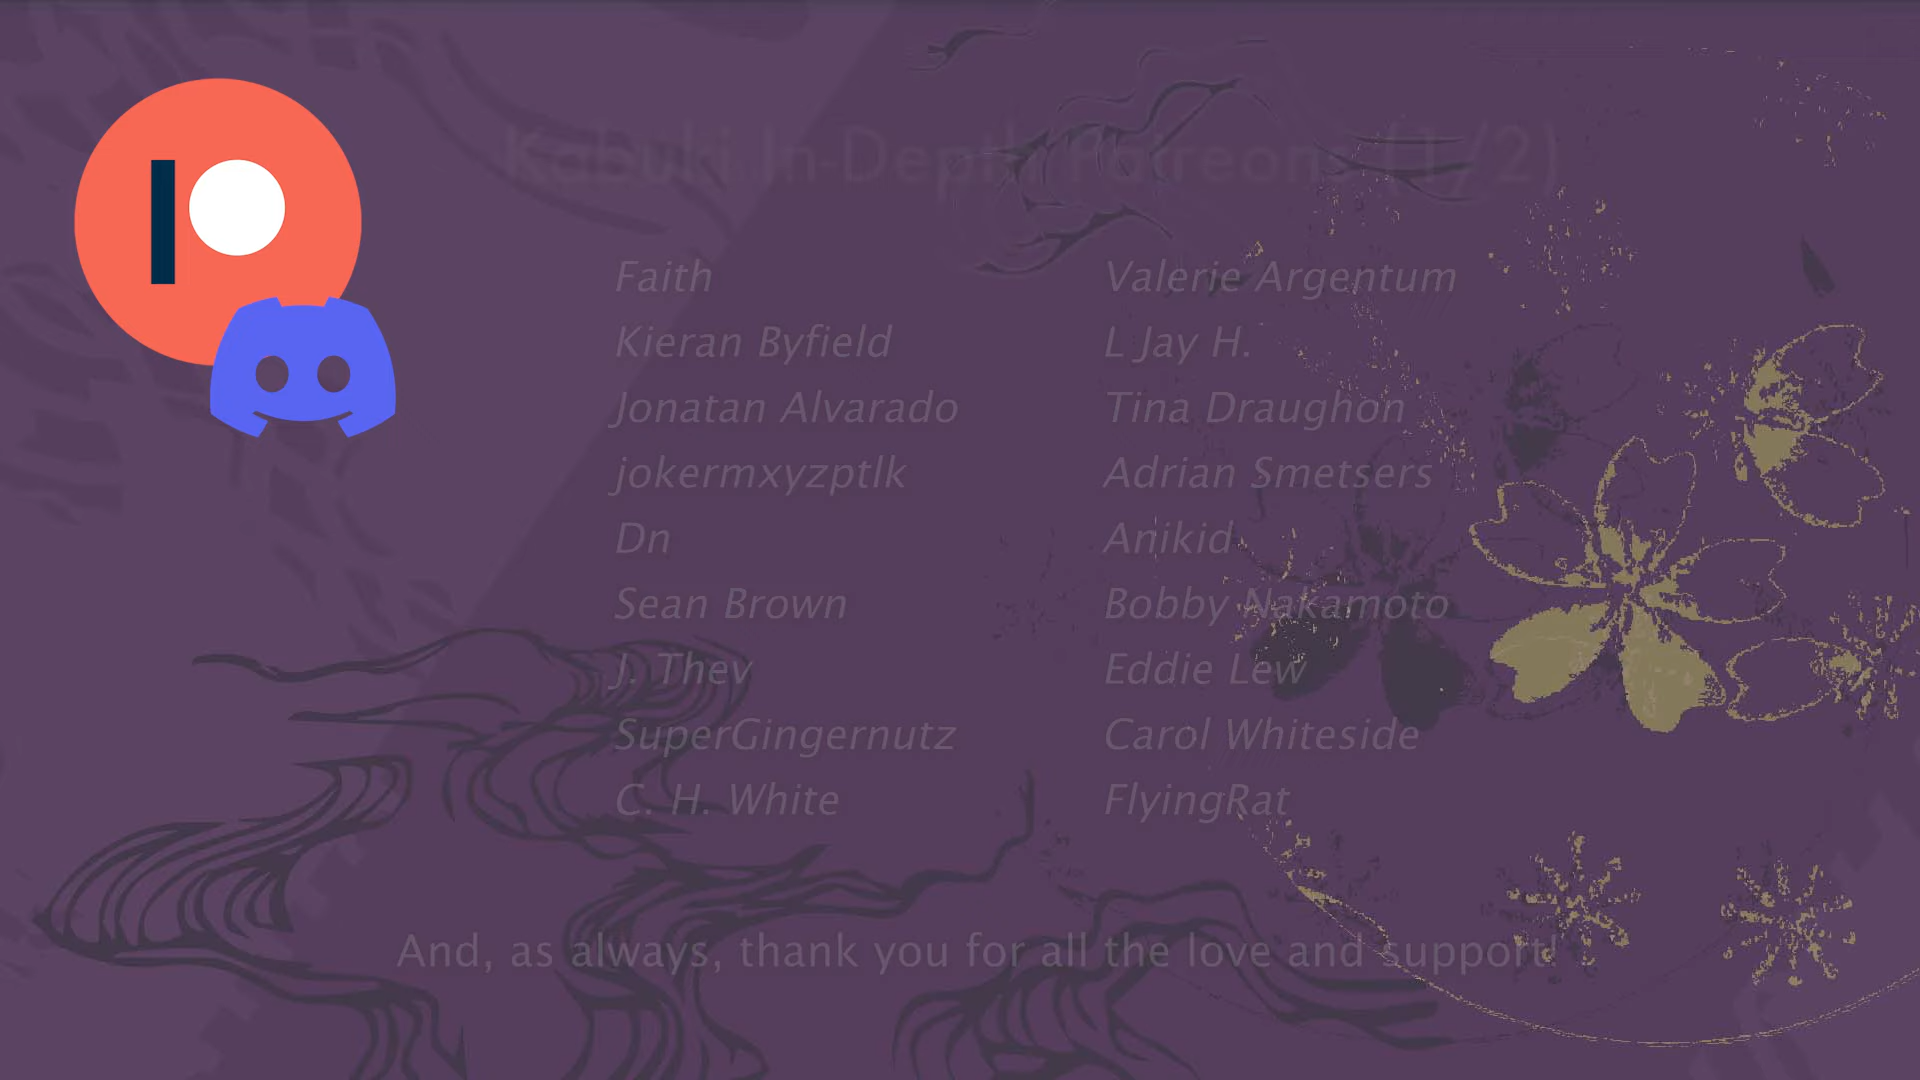 Kabuki In-Depth Patreons (1/2)
Faith
Kieran Byfield
Jonatan Alvarado
jokermxyzptlk
Dn
Sean Brown
J. Thev
SuperGingernutz
C. H. White
Valerie Argentum
L Jay H.
Tina Draughon
Adrian Smetsers
Anikid
Bobby Nakamoto
Eddie Lew
Carol Whiteside
FlyingRat
And, as always, thank you for all the love and support!